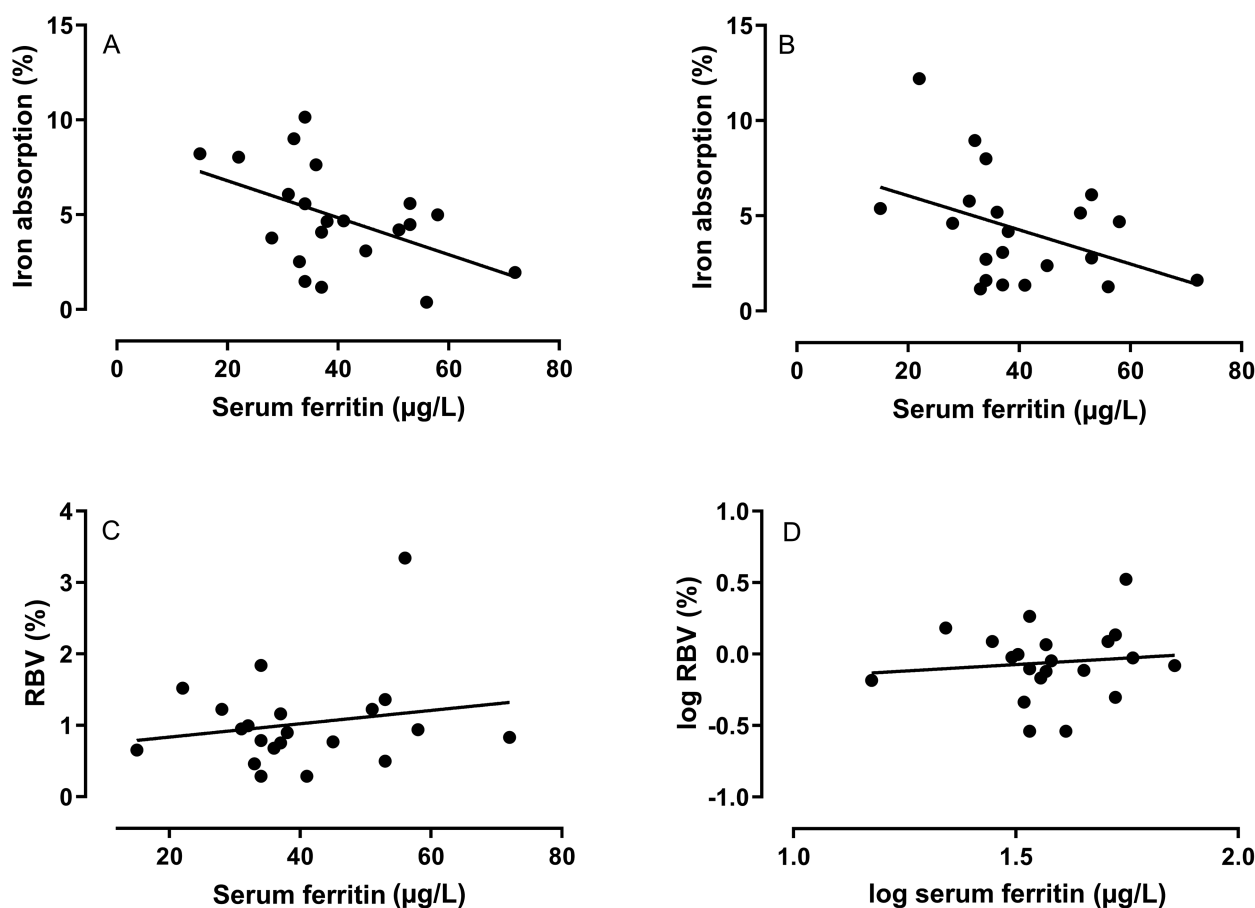 A
Iron absorption (%)
15
10
5
0
0 20 40 60 80
Serum ferritin (µg/L)
B
Iron absorption (%)
15
10
5
0
0 20 40 60 80
Serum ferritin (µg/L)
C
RBV (%)
4
3
2
1
0
20 40 60 80
Serum ferritin (µg/L)
D
log RBV (%)
1.0
0.5
0.0
-0.5
-1.0
1.0 1.5 2.0
log serum ferritin (µg/L)